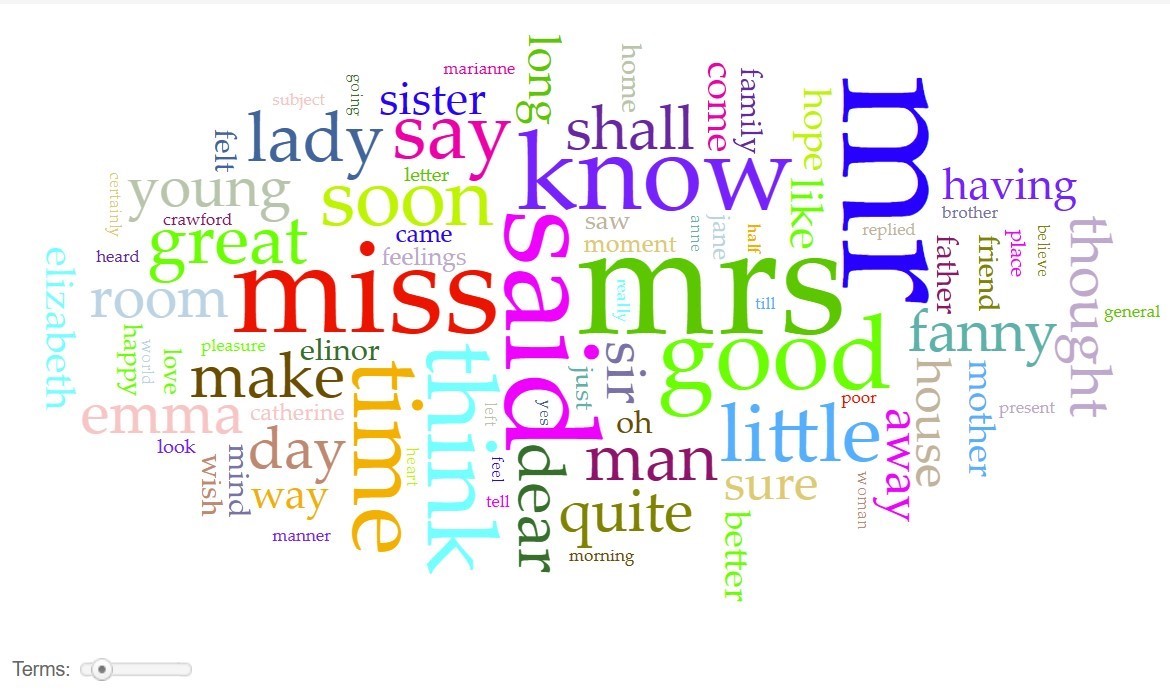 long
home
marianne
going
subject
sister
come
family
hope
mr
lady
say
shall
felt
know
letter
certainly
young
soon
like
having
crawford
brother
saw
anne
jane
half
replied
great
came
said
moment
thought
heard
feelings
father
friend
place
believe
elizabeth
miss
mrs
room
really
till
general
fanny
happy
world
love
pleasure
elinor
good
make
time
think
sir
just
house
mother
poor
present
emma
catherine
left
yes
oh
little
away
look
day
man
wish
mind
way
heart
feel
tell
dear
quite
sure
woman
better
manner
morning
Terms: